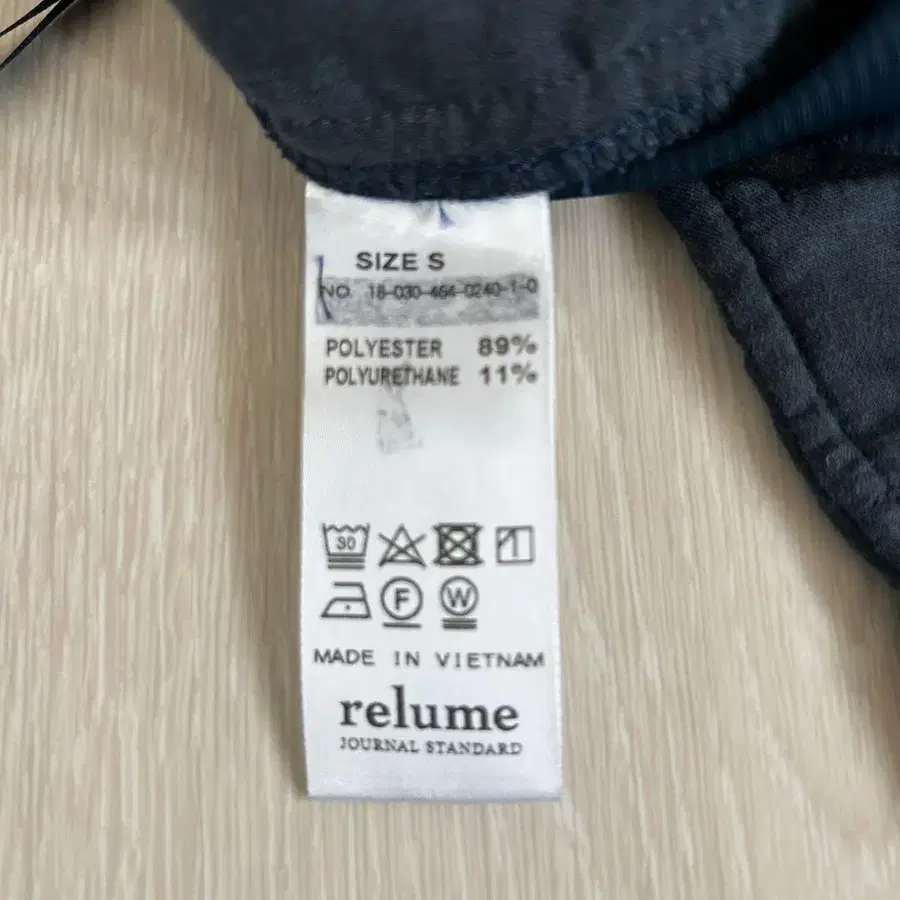 SIZE S
NO. 18-030-464-0240-1-0
POLYESTER 89%
POLYURETHANE 11%
30
F W
MADE IN VIETNAM
relume
JOURNAL STANDARD